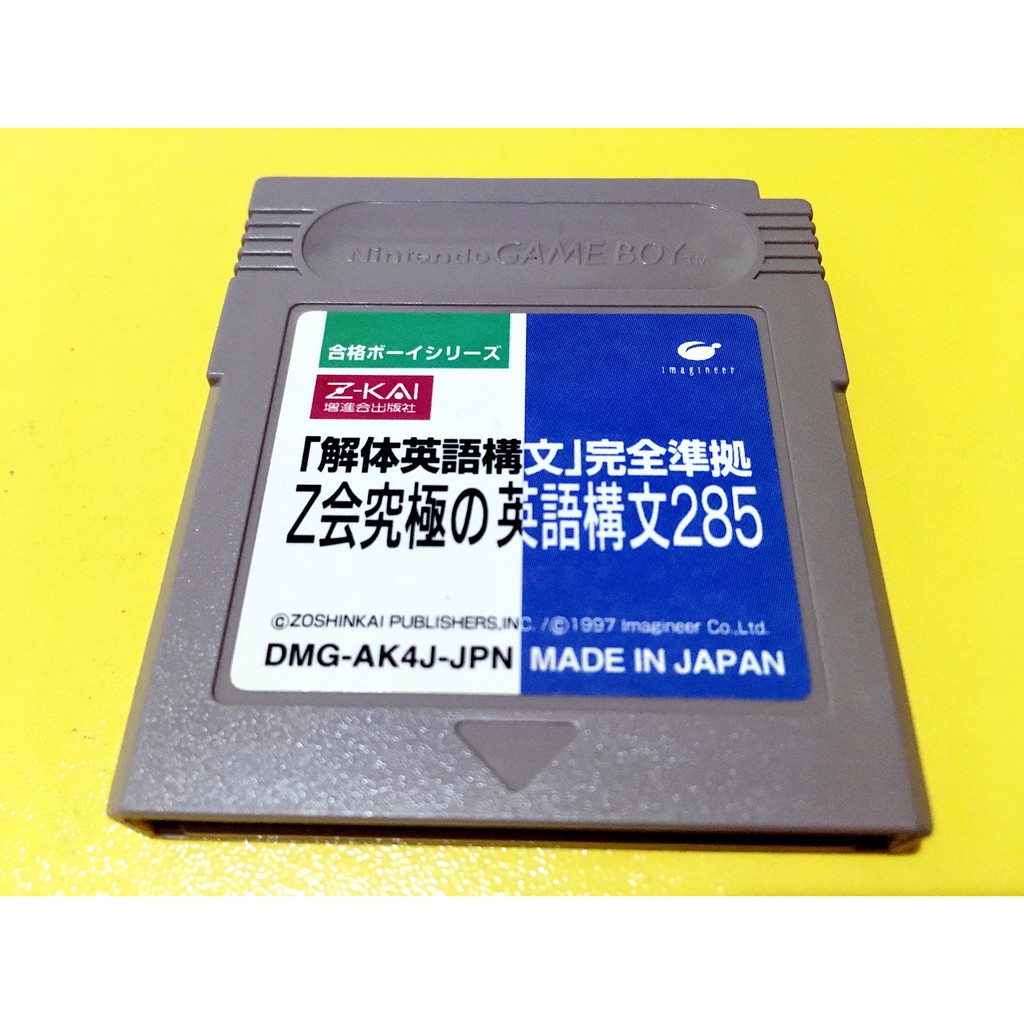 Nintendo GAME BOY™
合格ボーイシリーズ
imagineer
Z-KAI
増進会出版社
「解体英語構文」完全準拠
Z会究極の英語構文285
©ZOSHINKAI PUBLISHERS,INC. / ©1997 Imagineer Co.,Ltd.
DMG-AK4J-JPN MADE IN JAPAN